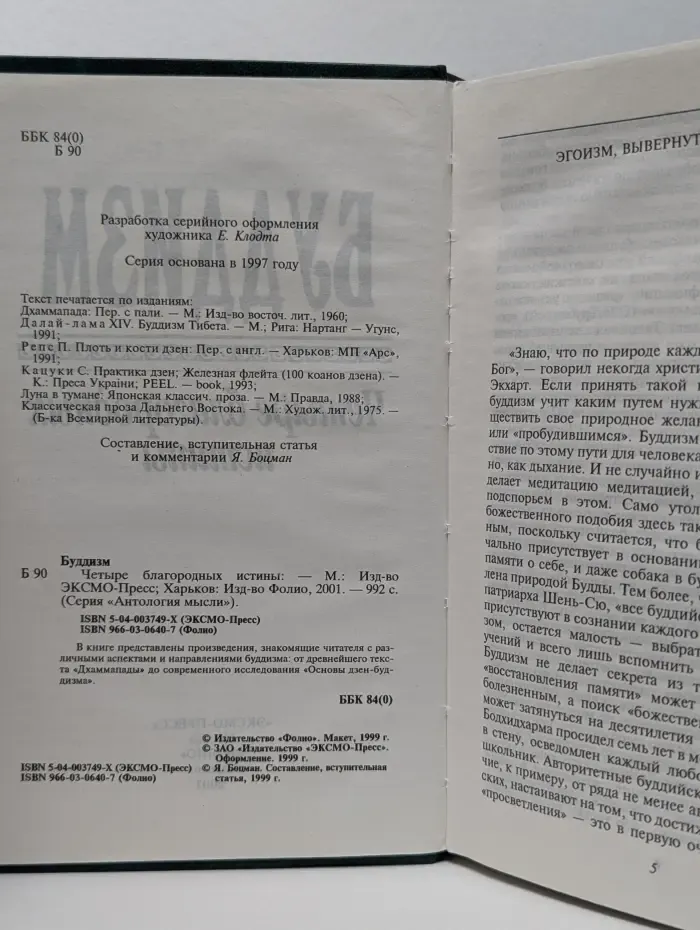 ББК 84(0)
Б 90
Разработка серийного оформления
художника Е. Клодта
Серия основана в 1997 году
Текст печатается по изданиям:
Дхаммапада: Пер. с пали. — М.: Изд-во восточ. лит., 1960;
Далай-лама XIV. Буддизм Тибета. — М.; Рига: Нартанг — Угунс,
1991;
Репс П. Плоть и кости дзен: Пер. с англ. — Харьков: МП «Арс»,
1991;
Кацуки С. Практика дзен; Железная флейта (100 коанов дзена). —
К.: Преса України; PEEL. — book, 1993;
Луна в тумане: Японская классич. проза. — М.: Правда, 1988;
Классическая проза Дальнего Востока. — М.: Худож. лит., 1975. —
(Б-ка Всемирной литературы).
Составление, вступительная статья
и комментарии Я. Боцман
Буддизм
Б 90 Четыре благородных истины: — М.: Изд-во
ЭКСМО-Пресс; Харьков: Изд-во Фолио, 2001. — 992 с.
(Серия «Антология мысли»).
ISBN 5-04-003749-X (ЭКСМО-Пресс)
ISBN 966-03-0640-7 (Фолио)
В книге представлены произведения, знакомящие читателя с раз-
личными аспектами и направлениями буддизма: от древнейшего текс-
та «Дхаммапады» до современного исследования «Основы дзен-буд-
дизма».
ББК 84(0)
© Издательство «Фолио». Макет, 1999 г.
© ЗАО «Издательство «ЭКСМО-Пресс».
Оформление. 1999 г.
ISBN 5-04-003749-X (ЭКСМО-Пресс) © Я. Боцман. Составление, вступительная
ISBN 966-03-0640-7 (Фолио) статья, 1999 г.
ЭГОИЗМ, ВЫВЕРНУТ
«Знаю, что по природе кажд
Бог», — говорил некогда христи
Экхарт. Если принять такой
буддизм учит каким путем нуж
ществить свое природное желан
или «пробудившимся». Буддизм
ствие по этому пути для человека
но, как дыхание. И не случайно и
делает медитацию медитацией,
подспорьем в этом. Само утол
божественного подобия здесь так
ным, поскольку считается, что б
чально присутствует в основани
памяти о себе, и даже собака в бу
лена природой Будды. Тем более,
патриарха Шень-Сю, «все буддий
присутствуют в сознании каждого
зом, остается малость — выбрат
учений и всего лишь вспомнить
Буддизм не делает секрета из т
«восстановления памяти» может
болезненным, а поиск «божестве
может затянуться на десятилетия
Бодхидхарма просидел семь лет в м
в стену, осведомлен каждый любо
школьник. Авторитетные буддийск
чие, к примеру, от ряда не менее ав
ских, настаивают на том, что достиж
«просветления» — это в первую оч
5